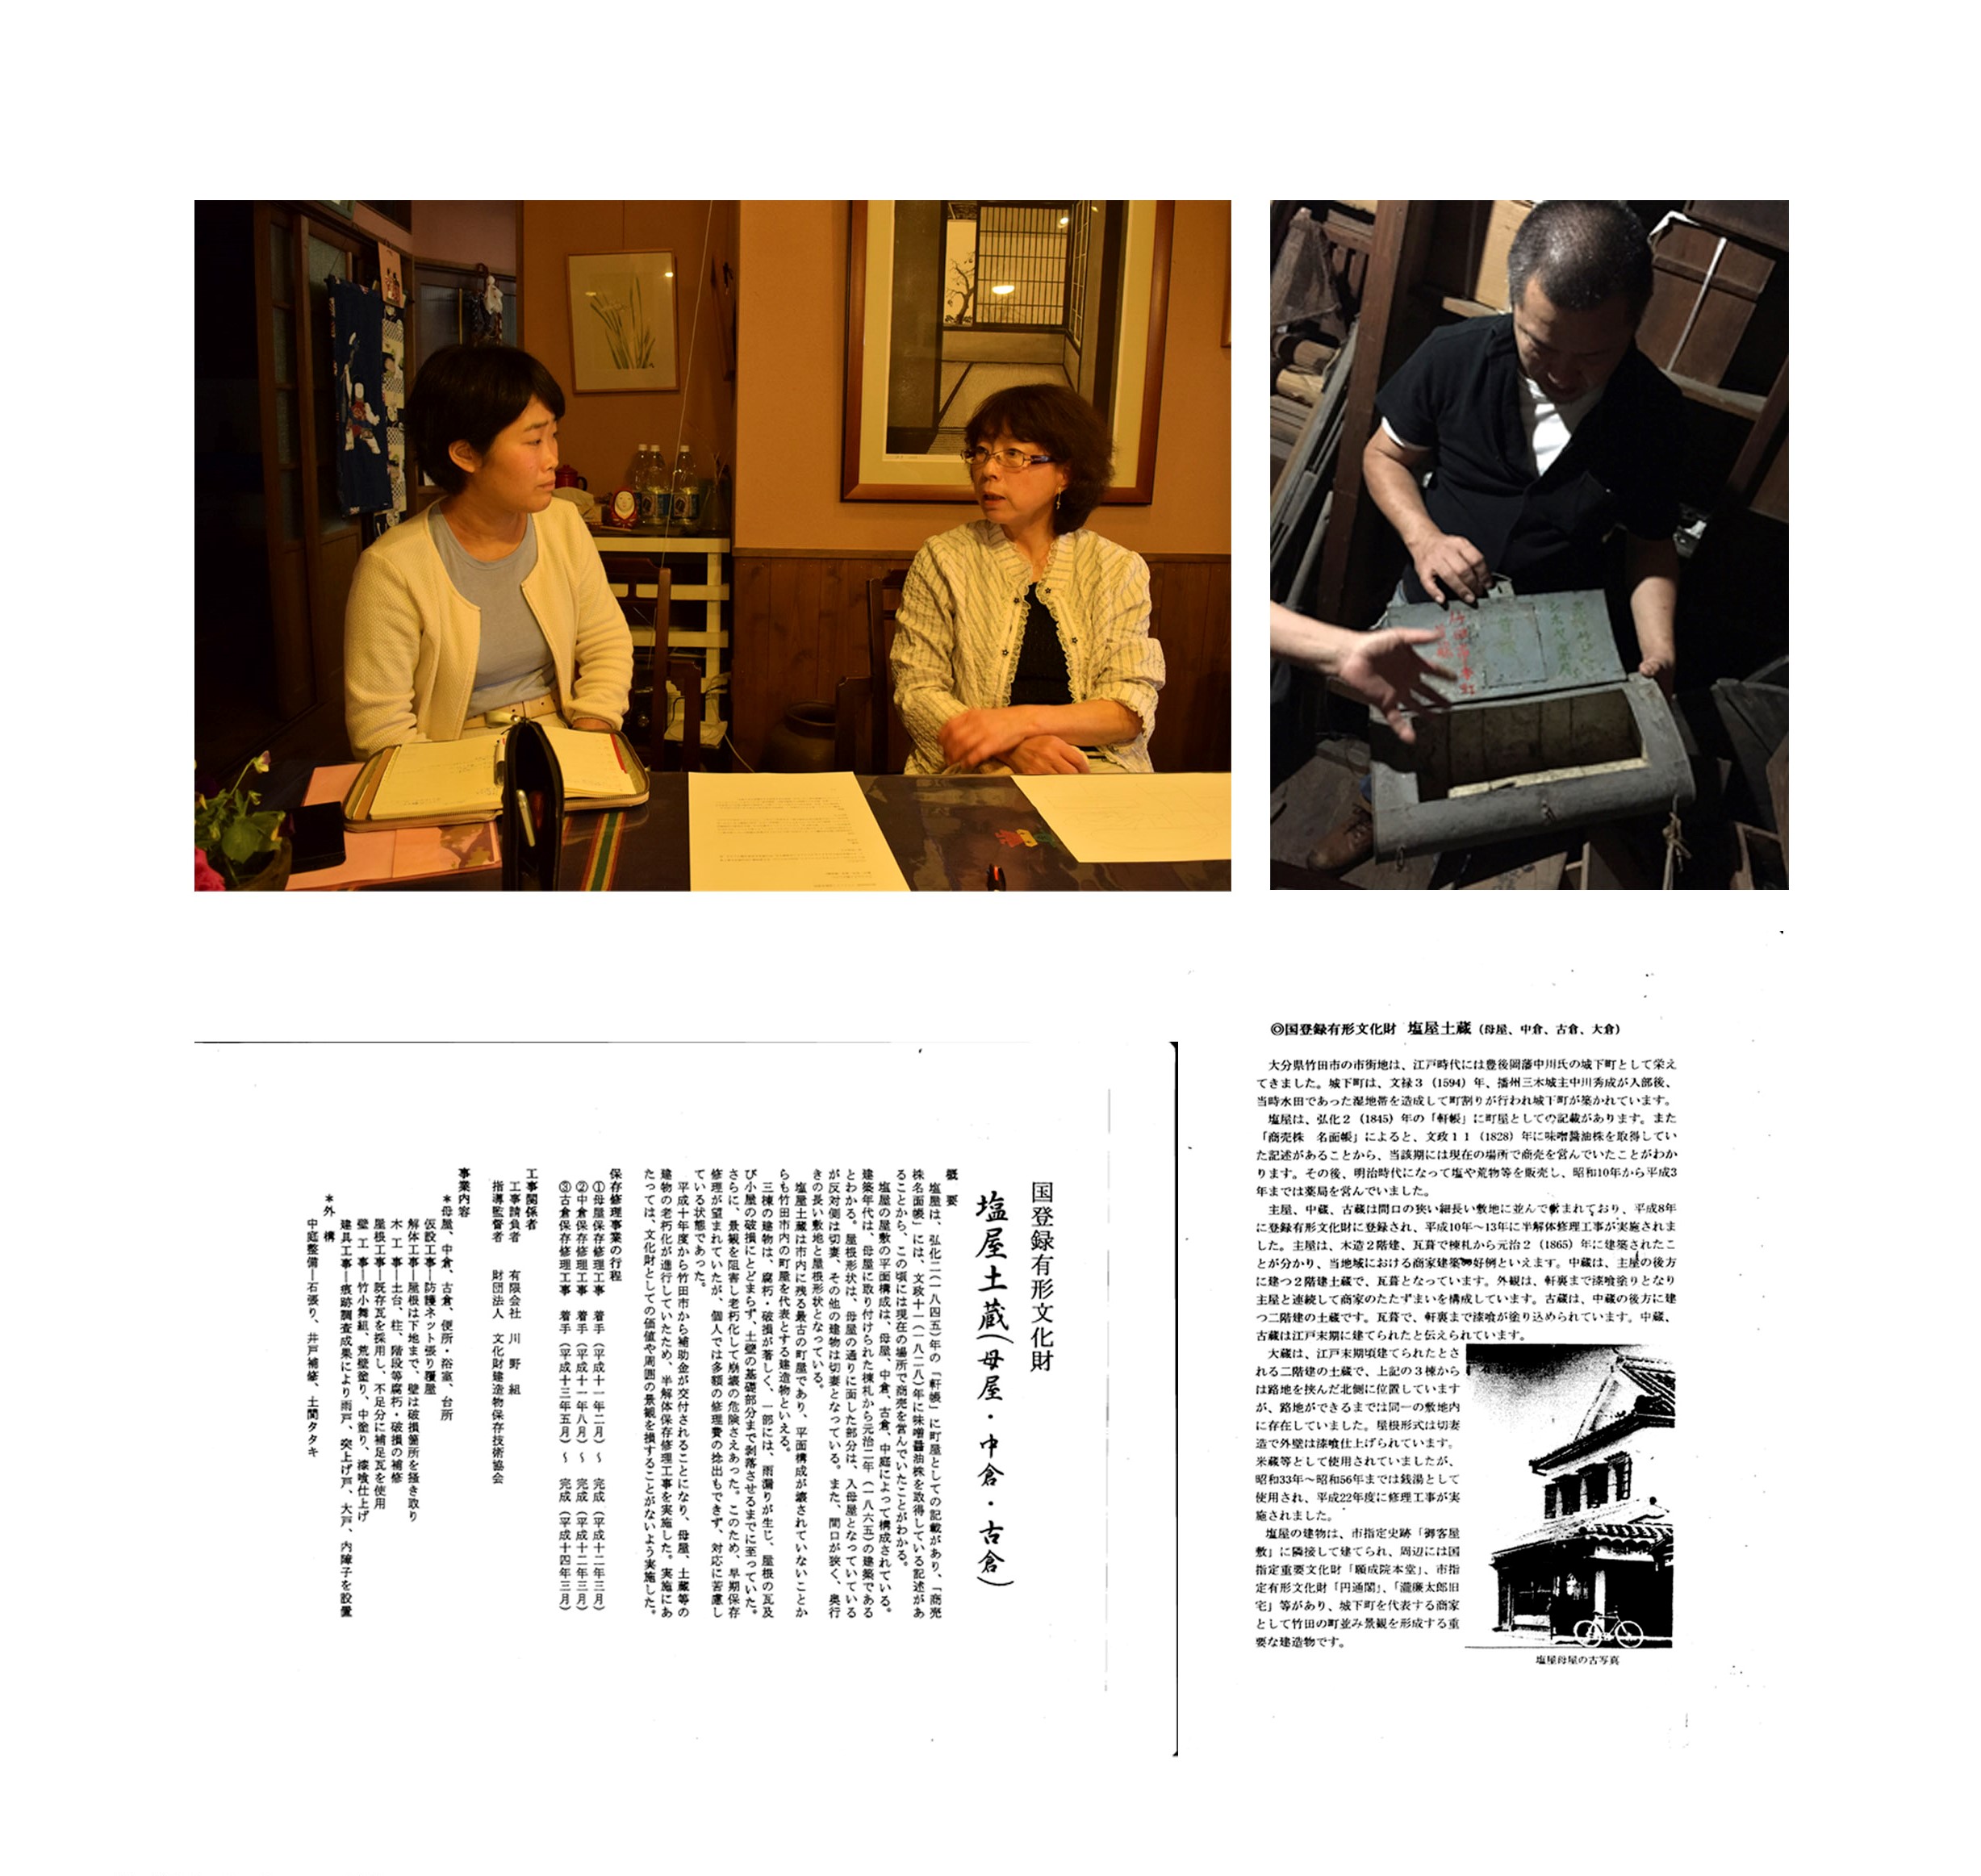 国登録有形文化財
塩屋土蔵(母屋・中倉・古倉)
概　要
塩屋は、弘化二(一八四五)年の「軒帳」に町屋としての記載があり、「商売
株名面帳」には、文政十一(一八二八)年に味噌醤油株を取得している記述があ
ることから、この頃には現在の場所で商売を営んでいたことがわかる。
塩屋の屋敷の平面構成は、母屋、中倉、古倉、中庭によって構成されている。
建築年代は、母屋に取り付けられた棟札から元治二年(一八六五)の建築である
とわかる。屋根形状は、母屋の通りに面した部分は、入母屋となっていている
が反対側は切妻、その他の建物は切妻となっている。また、間口が狭く、奥行
きの長い敷地と屋根形状となっている。
塩屋土蔵は市内に残る最古の町屋であり、平面構成が壊されていないことか
らも竹田市内の町屋を代表とする建造物といえる。
三棟の建物は、腐朽・破損が著しく、一部には、雨漏りが生じ、屋根の瓦及
び小屋の破損にとどまらず、土壁の基礎部分まで剥落させるまでに至っていた。
さらに、景観を阻害し老朽化して崩壊の危険さえあった。このため、早期保存
修理が望まれていたが、個人では多額の修理費の捻出もできず、対応に苦慮し
ている状態であった。
平成十年度から竹田市から補助金が交付されることになり、母屋、土蔵等の
建物の老朽化が進行していたため、半解体保存修理工事を実施した。実施にあ
たっては、文化財としての価値や周囲の景観を損することがないよう実施した。
保存修理事業の行程
①母屋保存修理工事　着手(平成十一年二月)～　完成(平成十二年三月)
②中倉保存修理工事　着手(平成十一年八月)～　完成(平成十二年三月)
③古倉保存修理工事　着手(平成十三年五月)～　完成(平成十四年三月)
工事関係者
工事請負者　有限会社　川　野　組
指導監督者　財団法人　文化財建造物保存技術協会
事業内容
＊母屋、中倉、古倉、便所・浴室、台所
仮設工事―防護ネット張り覆屋
解体工事―屋根は下地まで、壁は破損箇所を掻き取り
木 工 事―土台、柱、階段等腐朽・破損の補修
屋根工事―既存瓦を採用し、不足分に補足瓦を使用
壁 工 事―竹小舞組、荒壁塗り、中塗り、漆喰仕上げ
建具工事―痕跡調査成果により雨戸、突上げ戸、大戸、内障子を設置
＊外　構
中庭整備―石張り、井戸補修、土間タタキ
◎国登録有形文化財　塩屋土蔵(母屋、中倉、古倉、大倉)
大分県竹田市の市街地は、江戸時代には豊後岡藩中川氏の城下町として栄え
てきました。城下町は、文禄３(1594)年、播州三木城主中川秀成が入部後、
当時水田であった湿地帯を造成して町割りが行われ城下町が築かれています。
塩屋は、弘化２(1845)年の「軒帳」に町屋としての記載があります。また
「商売株　名面帳」によると、文政１１(1828)年に味噌醤油株を取得してい
た記述があることから、当該期には現在の場所で商売を営んでいたことがわか
ります。その後、明治時代になって塩や荒物等を販売し、昭和10年から平成3
年までは薬局を営んでいました。
主屋、中蔵、古蔵は間口の狭い細長い敷地に並んで営まれており、平成8年
に登録有形文化財に登録され、平成10年～13年に半解体修理工事が実施されま
した。主屋は、木造２階建、瓦葺で棟札から元治２(1865)年に建築されたこ
とが分かり、当地域における商家建築の好例といえます。中蔵は、主屋の後方
に建つ２階建土蔵で、瓦葺となっています。外観は、軒裏まで漆喰塗りとなり
主屋と連続して商家のたたずまいを構成しています。古蔵は、中蔵の後方に建
つ二階建の土蔵です。瓦葺で、軒裏まで漆喰が塗り込められています。中蔵、
古蔵は江戸末期に建てられたと伝えられています。
大蔵は、江戸末期頃建てられたとさ
れる二階建の土蔵で、上記の３棟から
は路地を挟んだ北側に位置しています
が、路地ができるまでは同一の敷地内
に存在していました。屋根形式は切妻
造で外壁は漆喰仕上げられています。
米蔵等として使用されていましたが、
昭和33年～昭和56年までは銭湯として
使用され、平成22年度に修理工事が実
施されました。
塩屋の建物は、市指定史跡「御客屋
敷」に隣接して建てられ、周辺には国
指定重要文化財「願成院本堂」、市指
定有形文化財「円通閣」、「瀧廉太郎旧
宅」等があり、城下町を代表する商家
として竹田の町並み景観を形成する重
要な建造物です。
塩屋母屋の古写真